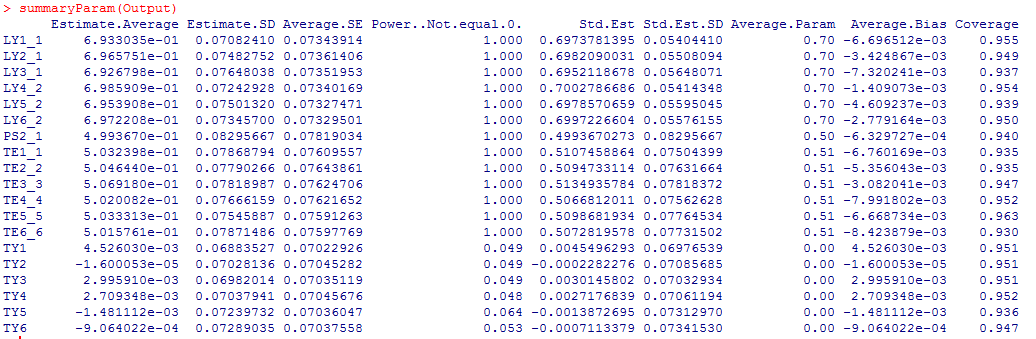 > summaryParam(Output)
Estimate.Average Estimate.SD Average.SE Power..Not.equal.0. Std.Est Std.Est.SD Average.Param Average.Bias Coverage
LY1_1 6.933035e-01 0.07082410 0.07343914 1.000 0.6973781395 0.05404410 0.70 -6.696512e-03 0.955
LY2_1 6.965751e-01 0.07482752 0.07361406 1.000 0.6982090031 0.05508094 0.70 -3.424867e-03 0.949
LY3_1 6.926798e-01 0.07648038 0.07351953 1.000 0.6952118678 0.05648071 0.70 -7.320241e-03 0.937
LY4_2 6.985909e-01 0.07242928 0.07340169 1.000 0.7002786686 0.05414348 0.70 -1.409073e-03 0.954
LY5_2 6.953908e-01 0.07501320 0.07327471 1.000 0.6978570659 0.05595045 0.70 -4.609237e-03 0.939
LY6_2 6.972208e-01 0.07345700 0.07329501 1.000 0.6997226604 0.05576155 0.70 -2.779164e-03 0.950
PS2_1 4.993670e-01 0.08295667 0.07819034 1.000 0.4993670273 0.08295667 0.50 -6.329727e-04 0.940
TE1_1 5.032398e-01 0.07868794 0.07609557 1.000 0.5107458864 0.07504399 0.51 -6.760169e-03 0.935
TE2_2 5.046440e-01 0.07790266 0.07643861 1.000 0.5094733114 0.07631664 0.51 -5.356043e-03 0.935
TE3_3 5.069180e-01 0.07818987 0.07624706 1.000 0.5134935784 0.07818372 0.51 -3.082041e-03 0.947
TE4_4 5.020082e-01 0.07666159 0.07621652 1.000 0.5066812011 0.07562628 0.51 -7.991802e-03 0.952
TE5_5 5.033313e-01 0.07545887 0.07591263 1.000 0.5098681934 0.07764534 0.51 -6.668734e-03 0.963
TE6_6 5.015761e-01 0.07871486 0.07597769 1.000 0.5072819578 0.07731502 0.51 -8.423879e-03 0.930
TY1 4.526030e-03 0.06883527 0.07022926 0.049 0.0045496293 0.06976539 0.00 4.526030e-03 0.951
TY2 -1.600053e-05 0.07028136 0.07045282 0.049 -0.0002282276 0.07085685 0.00 -1.600053e-05 0.951
TY3 2.995910e-03 0.06982014 0.07035119 0.049 0.0030145802 0.07032934 0.00 2.995910e-03 0.951
TY4 2.709348e-03 0.07037941 0.07045676 0.048 0.0027176839 0.07061194 0.00 2.709348e-03 0.952
TY5 -1.481112e-03 0.07239732 0.07036047 0.064 -0.0013872695 0.07312970 0.00 -1.481112e-03 0.936
TY6 -9.064022e-04 0.07289035 0.07037558 0.053 -0.0007113379 0.07341530 0.00 -9.064022e-04 0.947